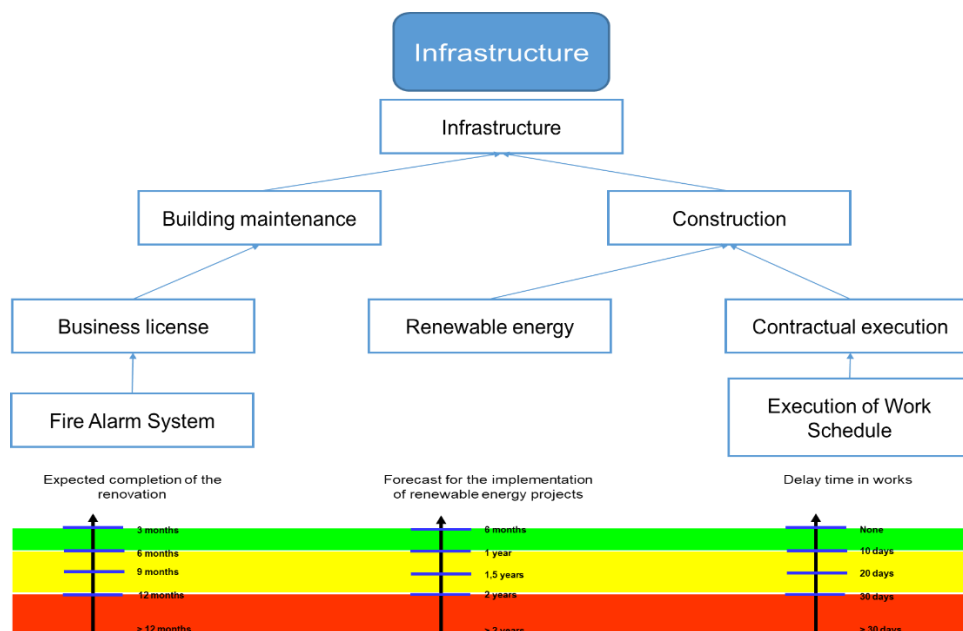 Infrastructure
Infrastructure
Building maintenance
Construction
Business license
Renewable energy
Contractual execution
Fire Alarm System
Execution of Work
Schedule
Expected completion of the
renovation
Forecast for the implementation
of renewable energy projects
Delay time in works
3 months
6 months
None
6 months
1 year
10 days
9 months
1,5 years
20 days
12 months
2 years
30 days
> 12 months
> 2 years
> 30 days